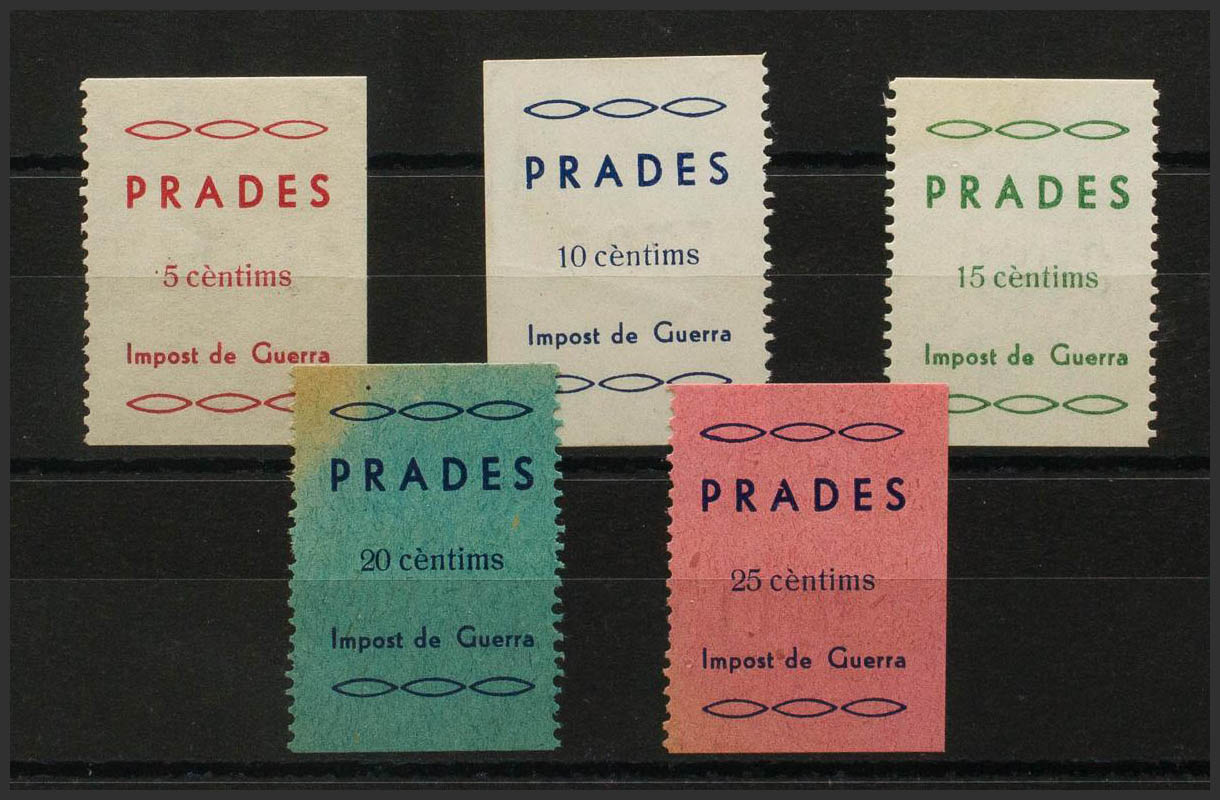 PRADES
5 cèntims
Impost de Guerra
PRADES
10 cèntims
Impost de Guerra
PRADES
15 cèntims
Impost de Guerra
PRADES
20 cèntims
Impost de Guerra
PRADES
25 cèntims
Impost de Guerra